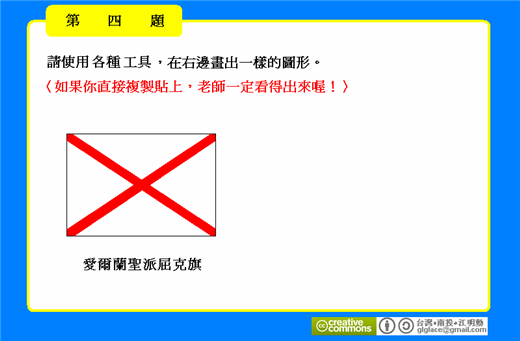 第 四 題
請使用各種工具，在右邊畫出一樣的圖形。
〈如果你直接複製貼上，老師一定看得出來喔！〉
愛爾蘭聖派屈克旗
creative commons
台灣•南投•江明勳
glglace@gmail.com